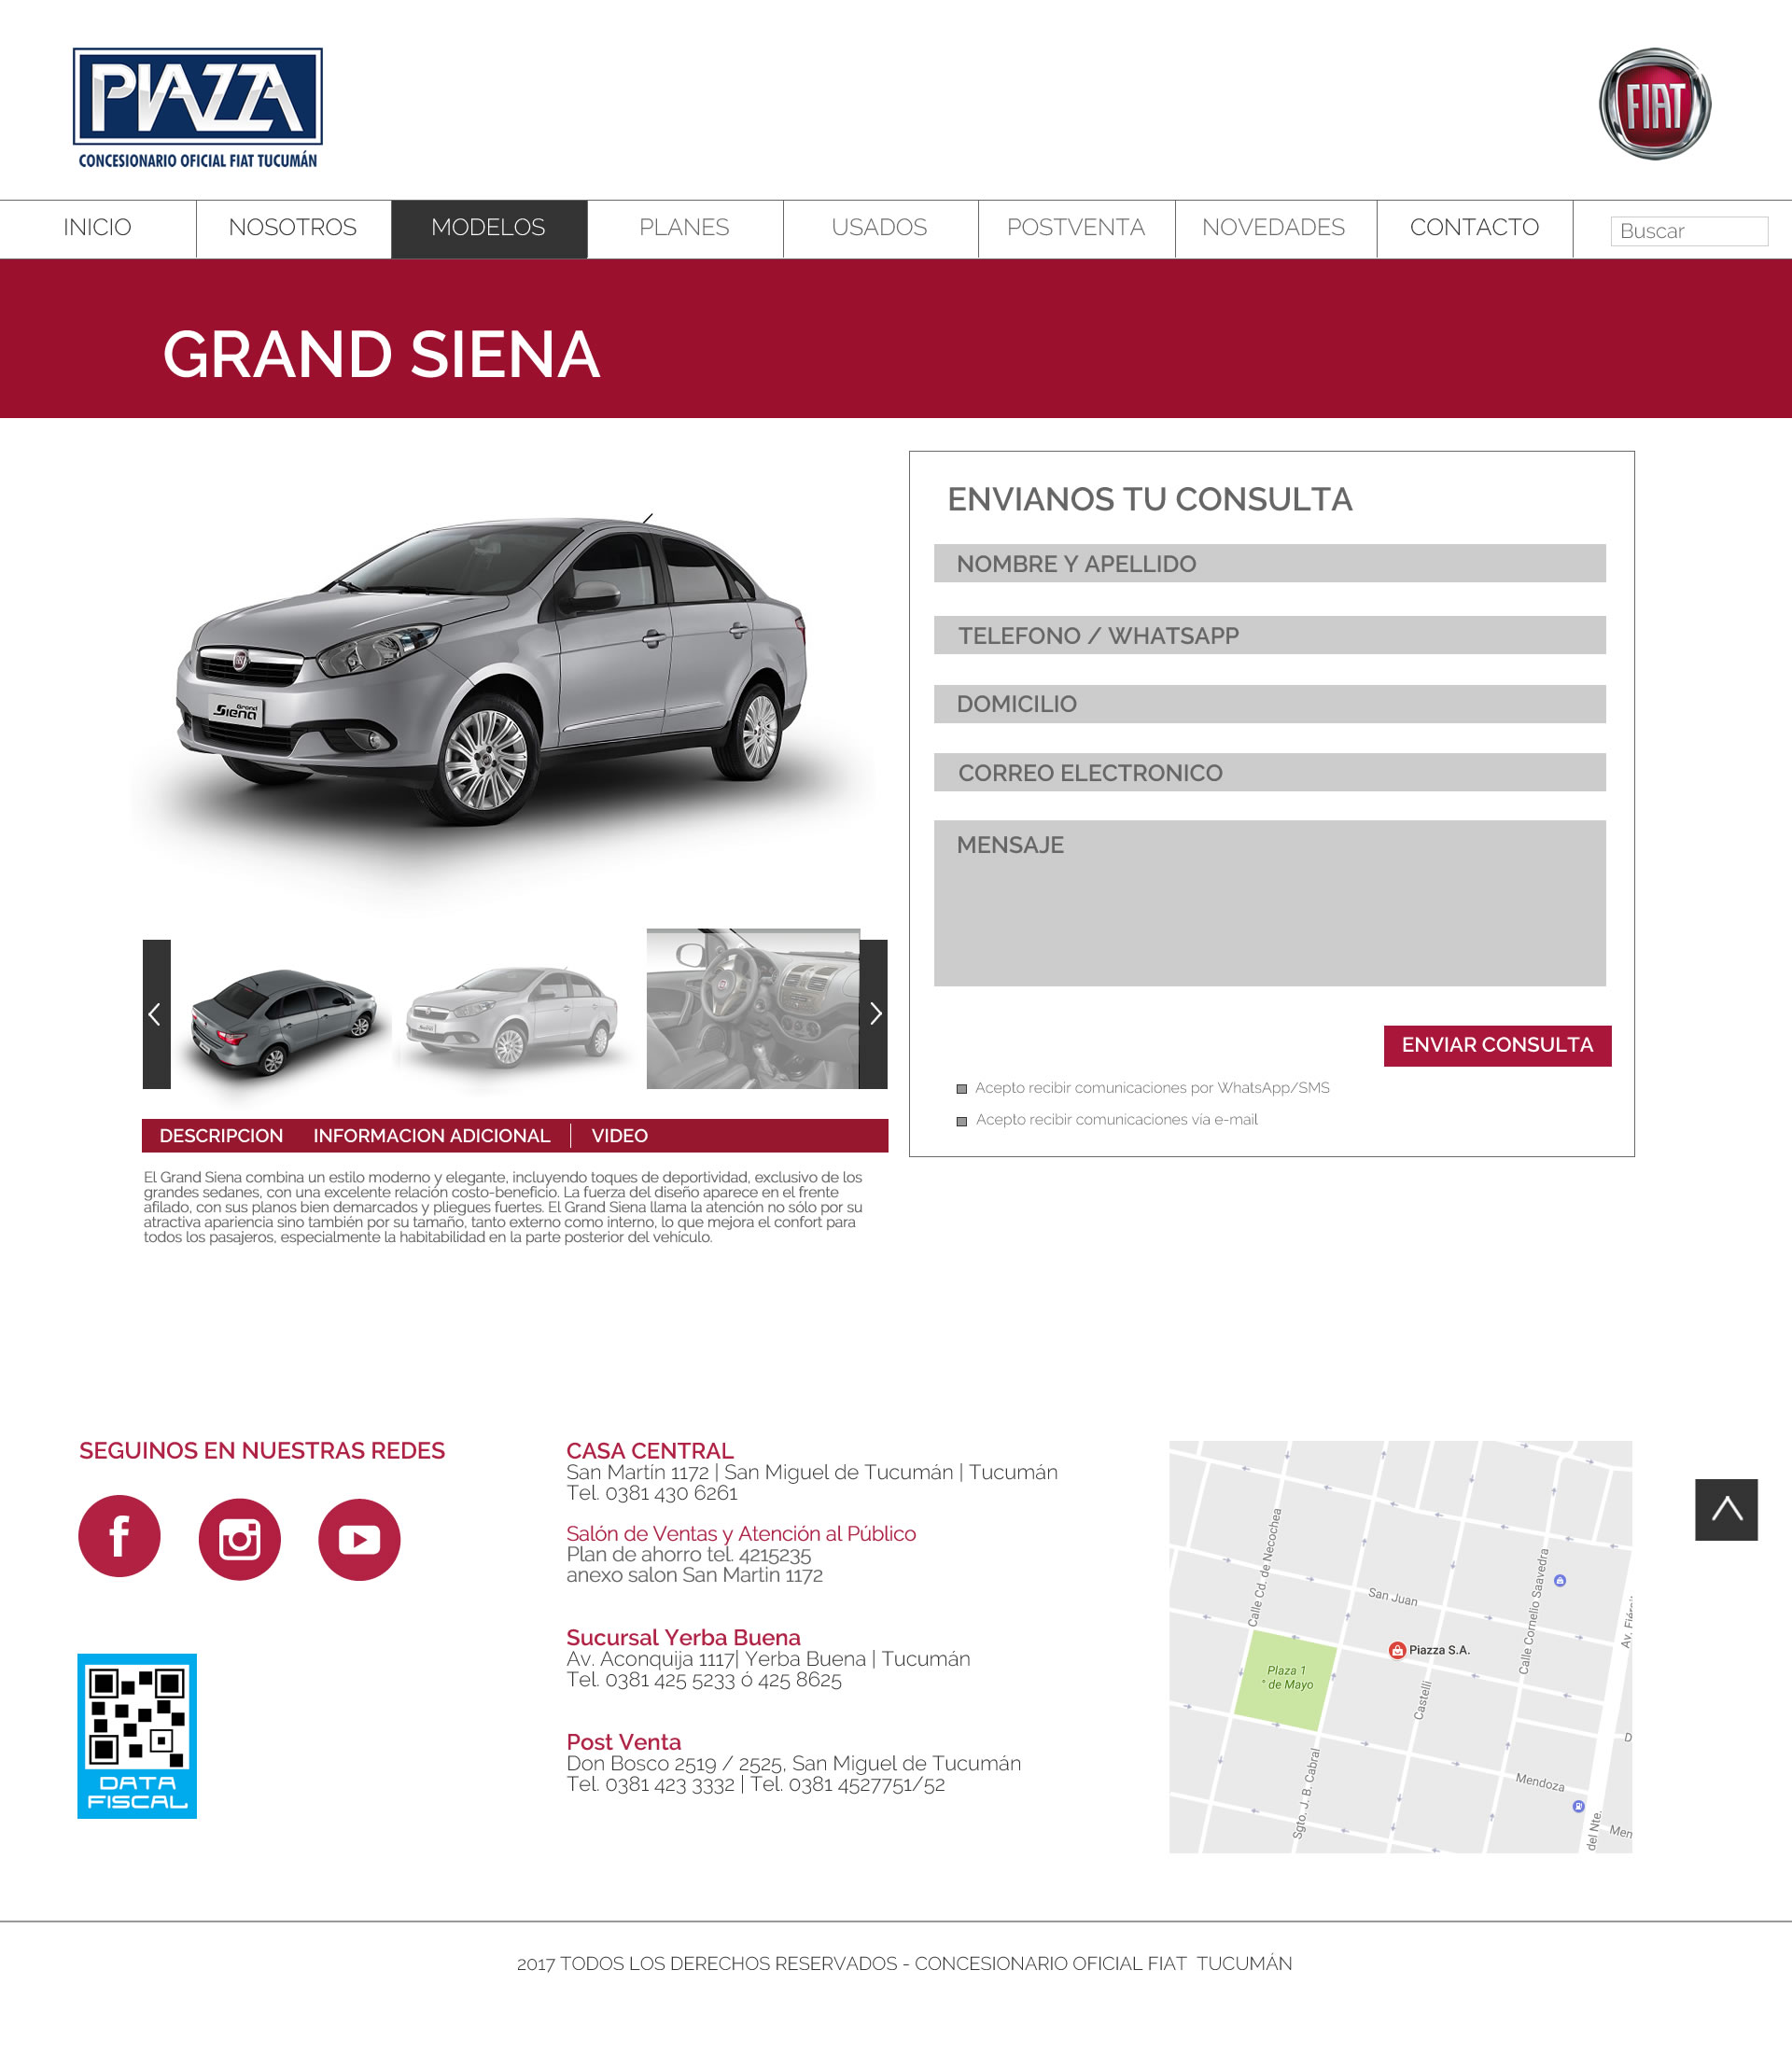 PIAZZA
CONCESIONARIO OFICIAL FIAT TUCUMÁN
FIAT
INICIO
NOSOTROS
MODELOS
PLANES
USADOS
POSTVENTA
NOVEDADES
CONTACTO
Buscar
GRAND SIENA
Grand
Siena
ENVIANOS TU CONSULTA
NOMBRE Y APELLIDO
TELEFONO / WHATSAPP
DOMICILIO
CORREO ELECTRONICO
MENSAJE
ENVIAR CONSULTA
Acepto recibir comunicaciones por WhatsApp/SMS
Acepto recibir comunicaciones vía e-mail
DESCRIPCION
INFORMACION ADICIONAL
VIDEO
El Grand Siena combina un estilo moderno y elegante, incluyendo toques de deportividad, exclusivo de los
grandes sedanes, con una excelente relación costo-beneficio. La fuerza del diseño aparece en el frente
afilado, con sus planos bien demarcados y pliegues fuertes. El Grand Siena llama la atención no sólo por su
atractiva apariencia sino también por su tamaño, tanto externo como interno, lo que mejora el confort para
todos los pasajeros, especialmente la habitabilidad en la parte posterior del vehículo.
SEGUINOS EN NUESTRAS REDES
DATA
FISCAL
CASA CENTRAL
San Martín 1172 | San Miguel de Tucumán | Tucumán
Tel. 0381 430 6261
Salón de Ventas y Atención al Público
Plan de ahorro tel. 4215235
anexo salon San Martin 1172
Sucursal Yerba Buena
Av. Aconquija 1117| Yerba Buena | Tucumán
Tel. 0381 425 5233 ó 425 8625
Post Venta
Don Bosco 2519 / 2525, San Miguel de Tucumán
Tel. 0381 423 3332 | Tel. 0381 4527751/52
Calle Cd. de Necochea
San Juan
Calle Cornelio Saavedra
Piazza S.A.
Plaza 1
° de Mayo
Castelli
Sgto. J. B. Cabral
Mendoza
D
Men
Av.
del Nte.
2017 TODOS LOS DERECHOS RESERVADOS - CONCESIONARIO OFICIAL FIAT  TUCUMÁN